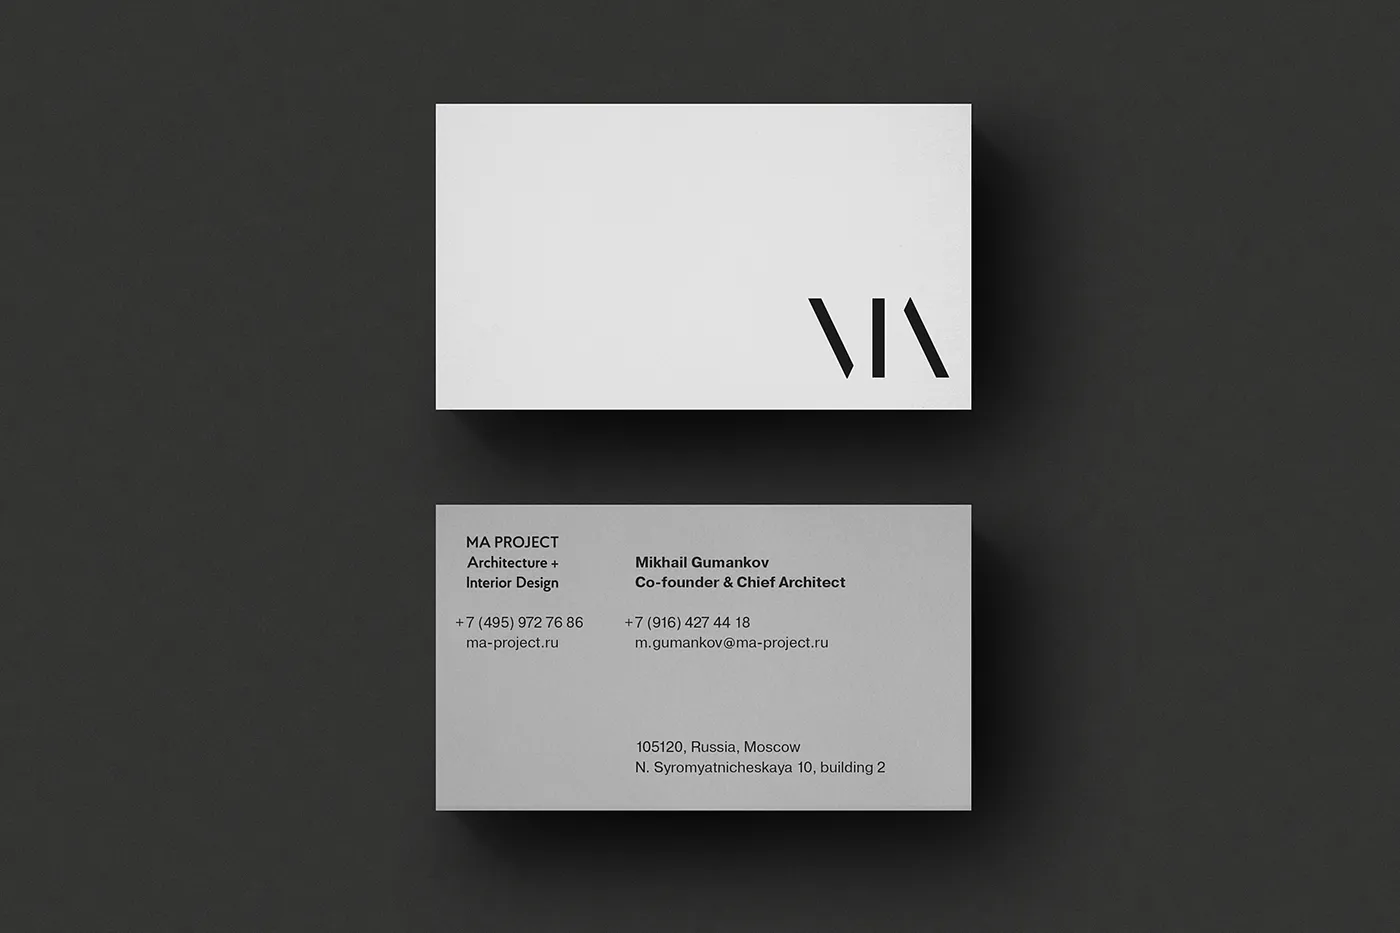 MA
MA PROJECT
Architecture +
Interior Design
+7 (495) 972 76 86
ma-project.ru
Mikhail Gumankov
Co-founder & Chief Architect
+7 (916) 427 44 18
m.gumankov@ma-project.ru
105120, Russia, Moscow
N. Syromyatnicheskaya 10, building 2